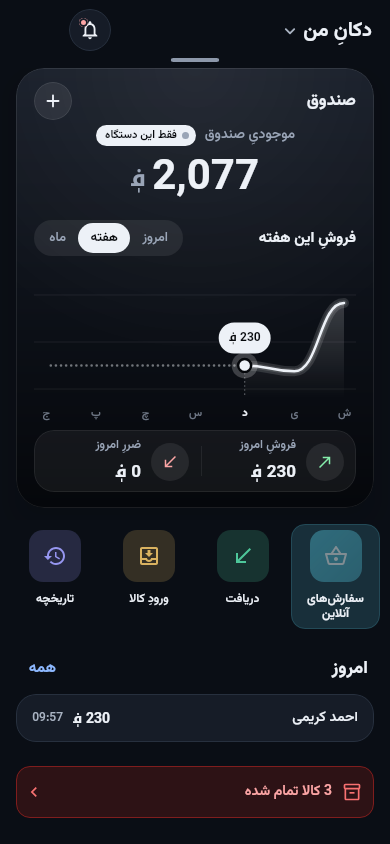 دکانِ من
صندوق
موجودیِ صندوق
فقط این دستگاه
2,077 ؋
فروشِ این هفته
امروز
هفته
ماه
230 ؋
ش
ی
د
س
چ
پ
ج
فروشِ امروز
230 ؋
ضررِ امروز
0 ؋
سفارش‌های
آنلاین
دریافت
ورودِ کالا
تاریخچه
امروز
همه
احمد کریمی
230 ؋
09:57
3 کالا تمام شده